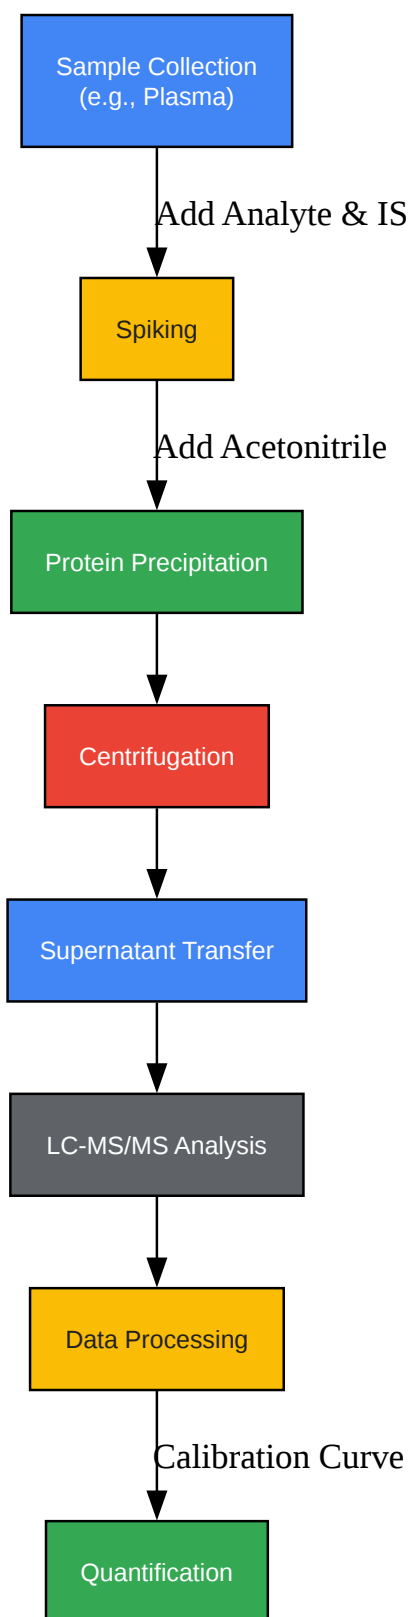 Sample Collection
(e.g., Plasma)
Add Analyte & IS
Spiking
Add Acetonitrile
Protein Precipitation
Centrifugation
Supernatant Transfer
LC-MS/MS Analysis
Data Processing
Calibration Curve
Quantification